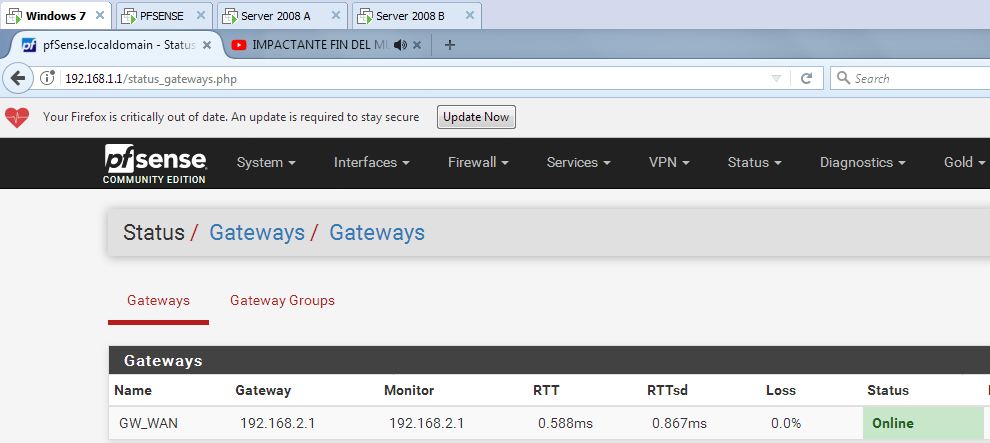 Windows 7 PFSENSE Server 2008 A Server 2008 B
pfSense.localdomain - Status IMPACTANTE FIN DEL MU
192.168.1.1/status_gateways.php Search
Your Firefox is critically out of date. An update is required to stay secure Update Now
pfsense System Interfaces Firewall Services VPN Status Diagnostics Gold
COMMUNITY EDITION
Status / Gateways / Gateways
Gateways Gateway Groups
Gateways
Name Gateway Monitor RTT RTTsd Loss Status
GW_WAN 192.168.2.1 192.168.2.1 0.588ms 0.867ms 0.0% Online